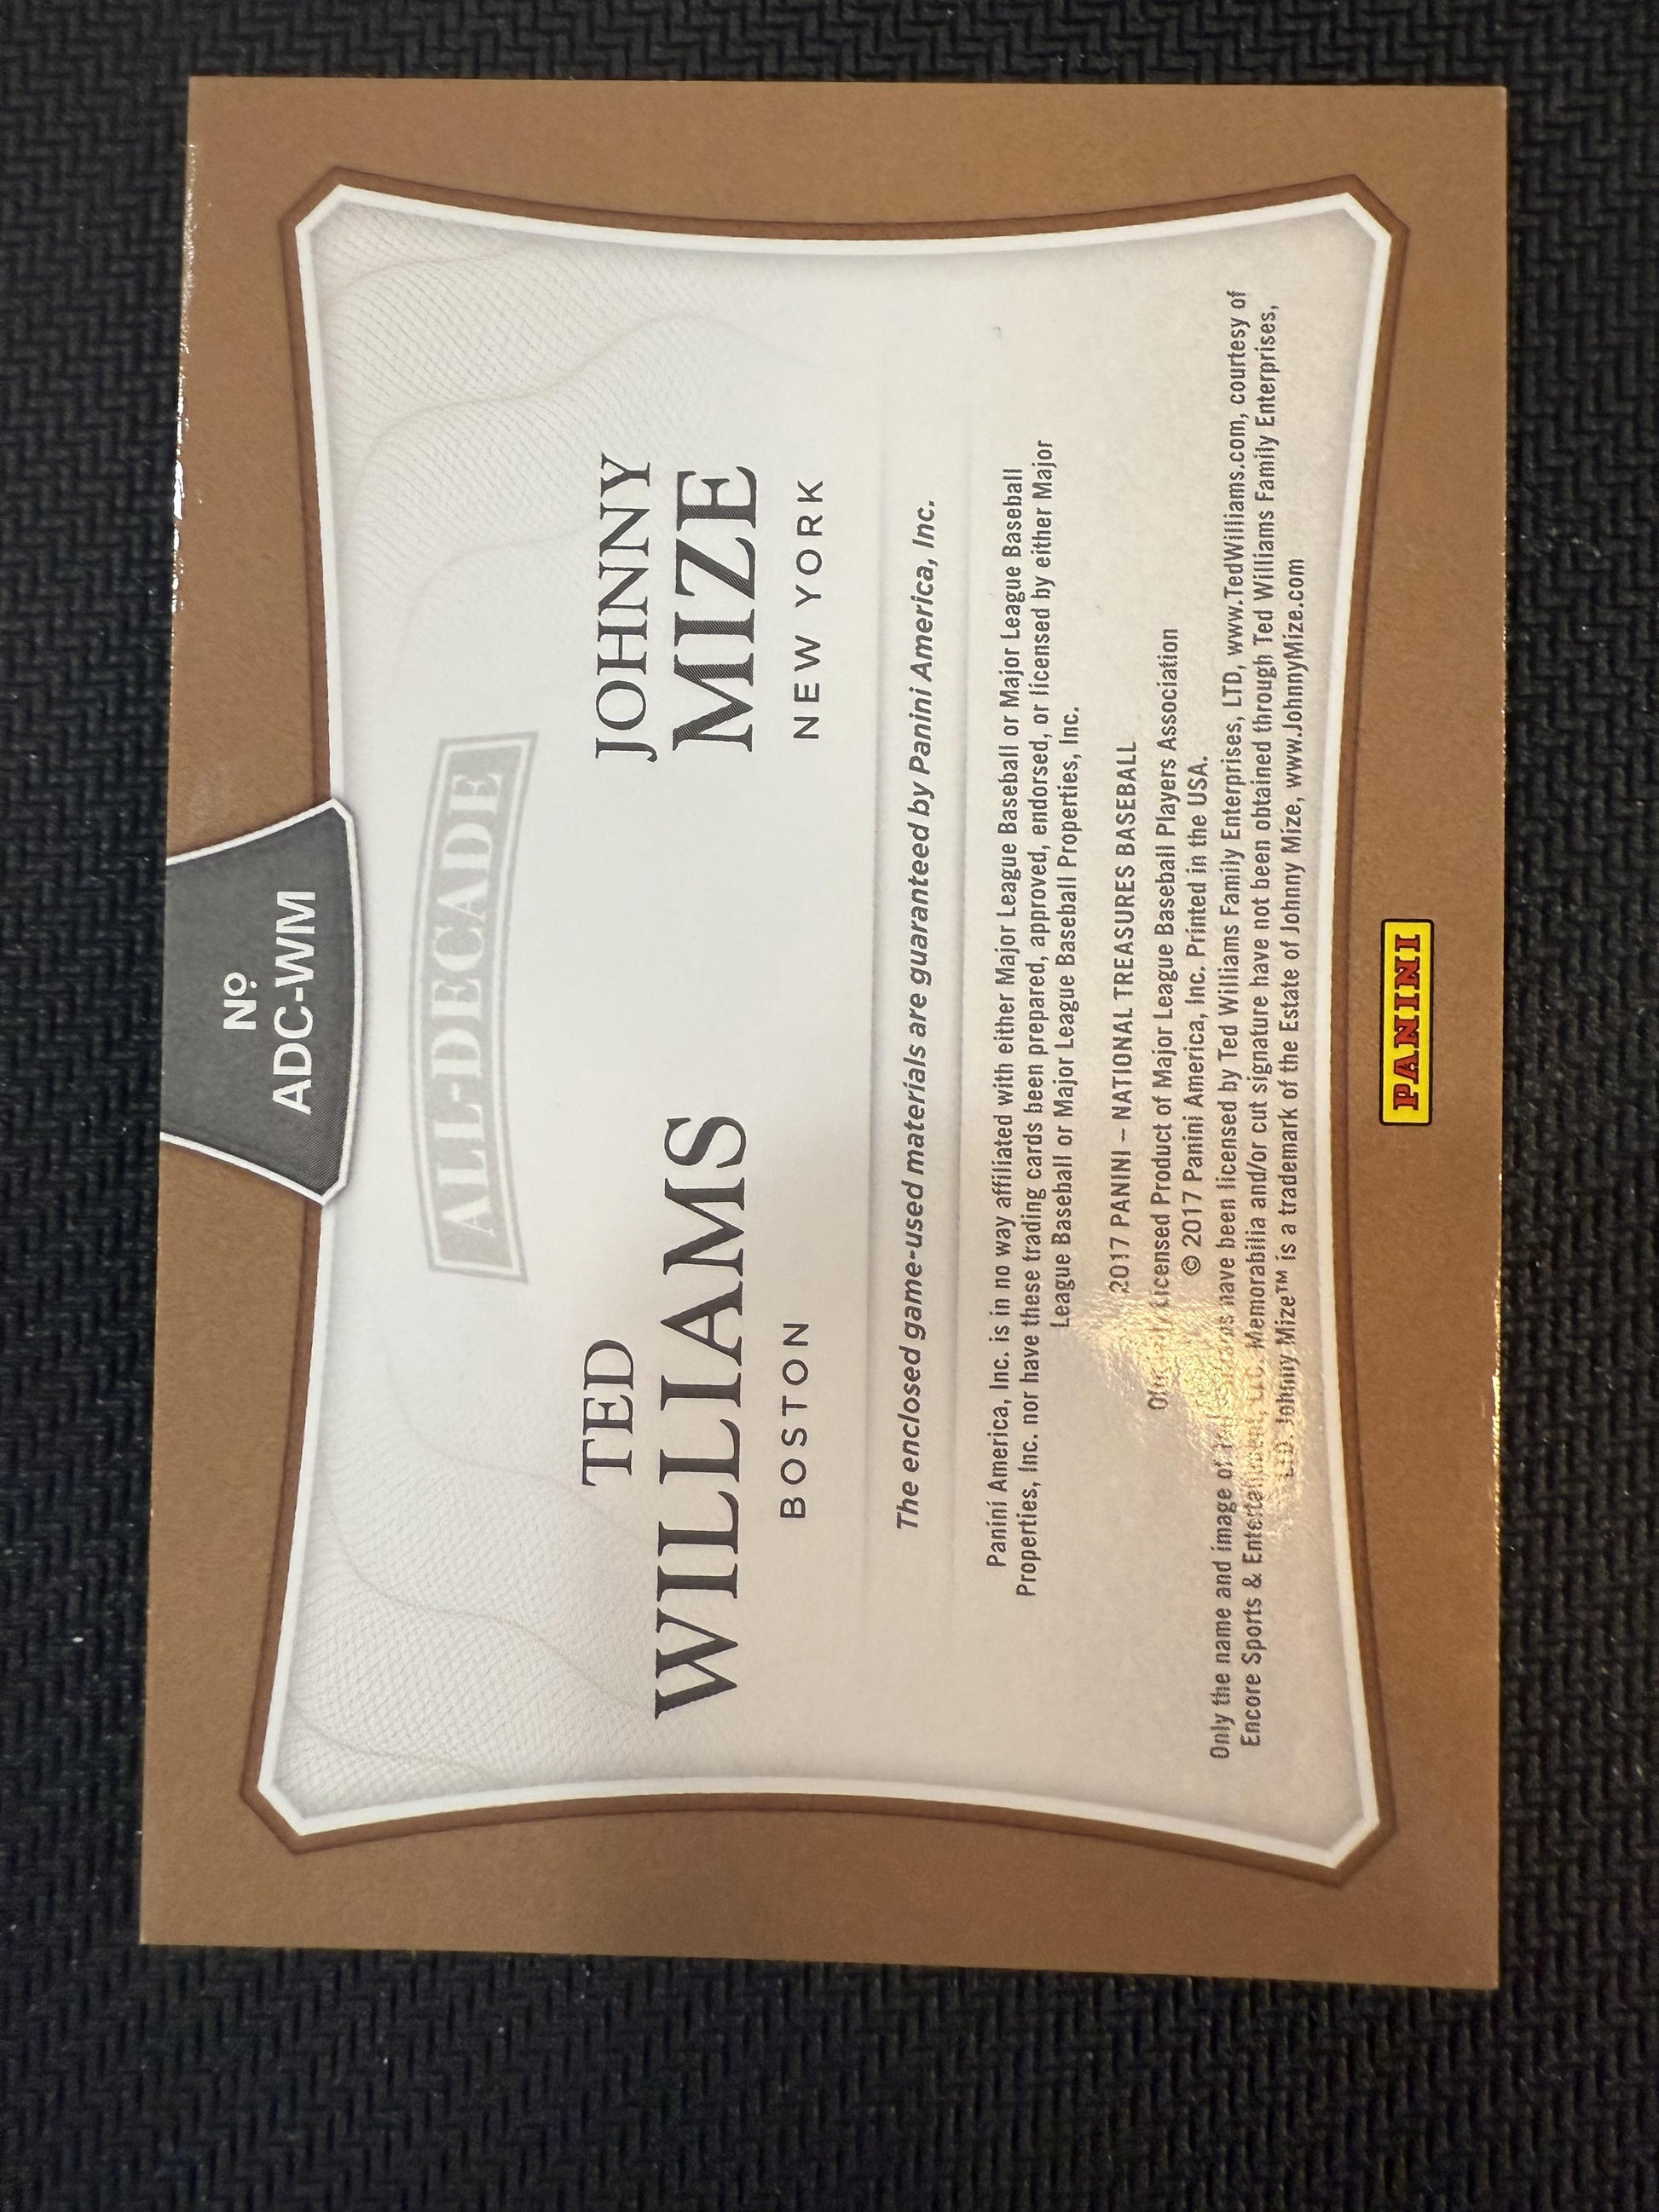 Nº
ADC-WM
ALL-DECADE
TED
WILLIAMS
BOSTON
JOHNNY
MIZE
NEW YORK
The enclosed game-used materials are guaranteed by Panini America, Inc.
Panini America, Inc. is in no way affiliated with either Major League Baseball or Major League Baseball
Properties, Inc. nor have these trading cards been prepared, approved, endorsed, or licensed by either Major
League Baseball or Major League Baseball Properties, Inc.
2017 PANINI – NATIONAL TREASURES BASEBALL
Licensed Product of Major League Baseball Players Association
© 2017 Panini America, Inc. Printed in the USA.
Only the name and image of have been licensed by Ted Williams Family Enterprises, LTD, www.TedWilliams.com, courtesy of
Encore Sports & Entertainment, LLC. Memorabilia and/or cut signature have not been obtained through Ted Williams Family Enterprises,
LTD. Johnny Mize™ is a trademark of the Estate of Johnny Mize, www.JohnnyMize.com
PANINI